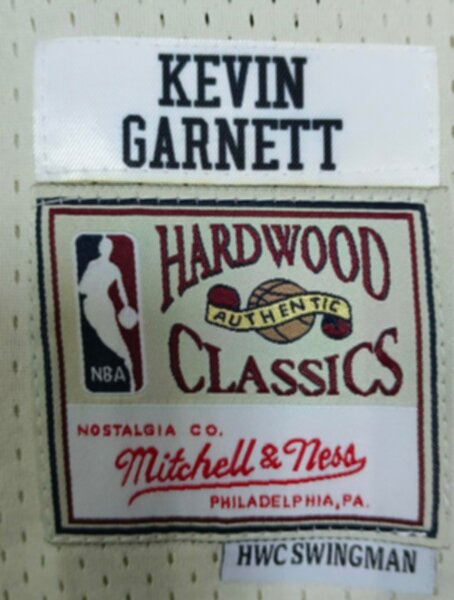 KEVIN
GARNETT
HARDWOOD
AUTHENTIC
CLASSICS
NBA
NOSTALGIA CO.
Mitchell & Ness
PHILADELPHIA, PA.
HWC SWINGMAN